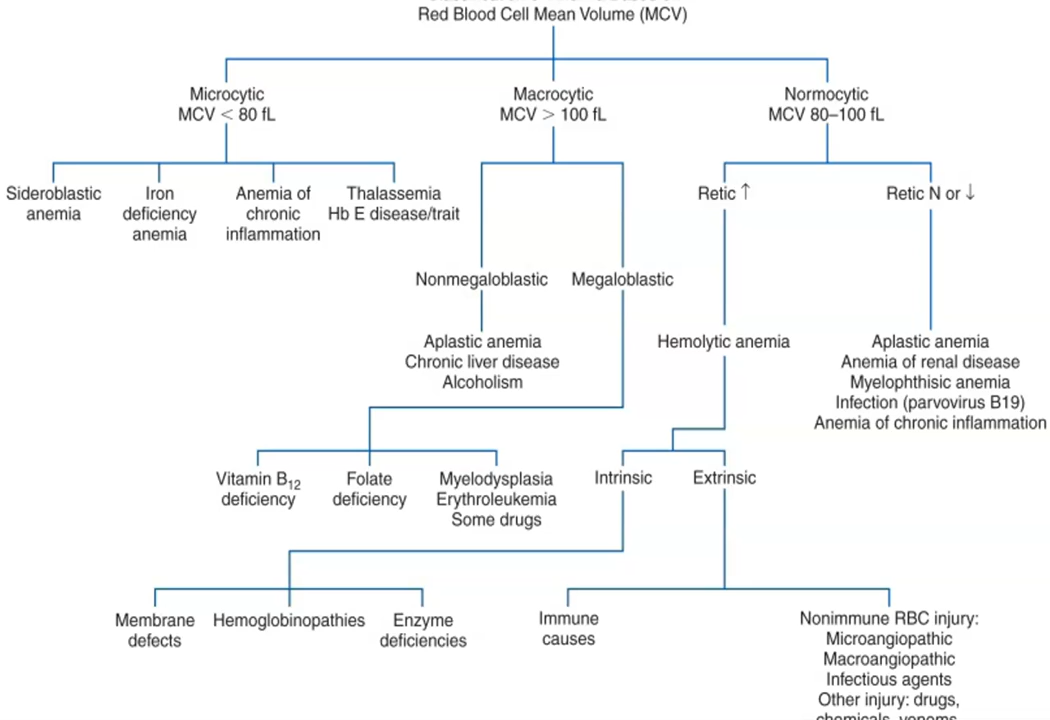 Red Blood Cell Mean Volume (MCV)
Microcytic
MCV < 80 fL
Macrocytic
MCV > 100 fL
Normocytic
MCV 80–100 fL
Sideroblastic
anemia
Iron
deficiency
anemia
Anemia of
chronic
inflammation
Thalassemia
Hb E disease/trait
Retic ↑
Retic N or ↓
Nonmegaloblastic
Megaloblastic
Aplastic anemia
Chronic liver disease
Alcoholism
Hemolytic anemia
Aplastic anemia
Anemia of renal disease
Myelophthisic anemia
Infection (parvovirus B19)
Anemia of chronic inflammation
Vitamin B₁₂
deficiency
Folate
deficiency
Myelodysplasia
Erythroleukemia
Some drugs
Intrinsic
Extrinsic
Membrane
defects
Hemoglobinopathies
Enzyme
deficiencies
Immune
causes
Nonimmune RBC injury:
Microangiopathic
Macroangiopathic
Infectious agents
Other injury: drugs,
chemicals, venoms